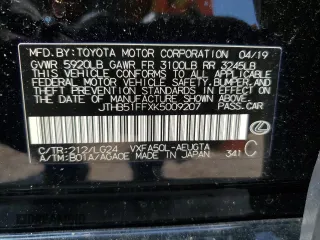 MFD.BY:TOYOTA MOTOR CORPORATION 04/19
GVWR 5920LB GAWR FR 3100LB RR 3245LB
THIS VEHICLE CONFORMS TO ALL APPLICABLE
FEDERAL MOTOR VEHICLE SAFETY,BUMPER,AND
THEFT PREVENTION STANDARDS IN EFFECT ON
THE DATE OF MANUFACTURE SHOWN ABOVE.
JTHB51FFXK5009207 PASS.CAR
C/TR:212/LG24 VXFA50L-AEUGTA
A/TM:B01A/AGA0E MADE IN JAPAN 341 C